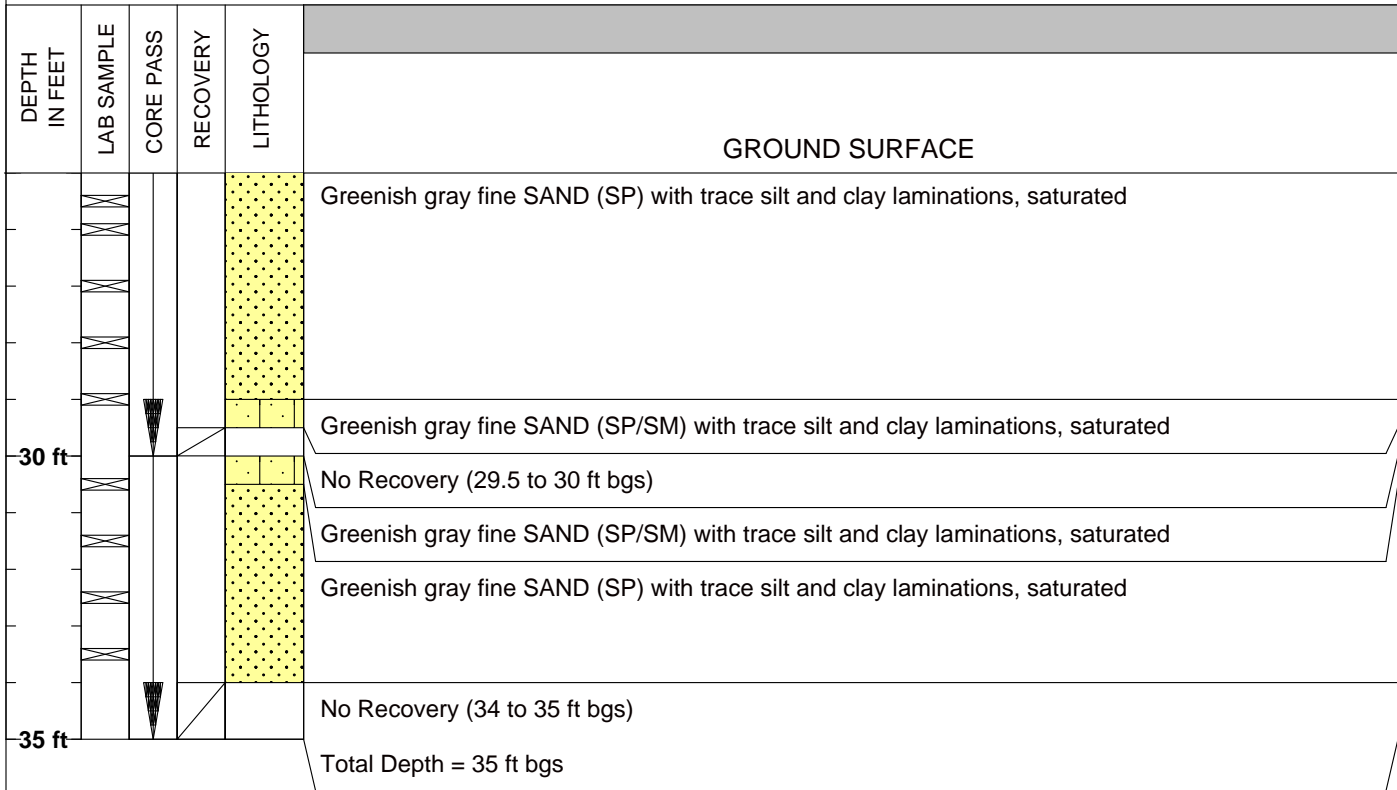 DEPTH
IN FEET
LAB SAMPLE
CORE PASS
RECOVERY
LITHOLOGY
GROUND SURFACE
Greenish gray fine SAND (SP) with trace silt and clay laminations, saturated
Greenish gray fine SAND (SP/SM) with trace silt and clay laminations, saturated
30 ft
No Recovery (29.5 to 30 ft bgs)
Greenish gray fine SAND (SP/SM) with trace silt and clay laminations, saturated
Greenish gray fine SAND (SP) with trace silt and clay laminations, saturated
No Recovery (34 to 35 ft bgs)
35 ft
Total Depth = 35 ft bgs